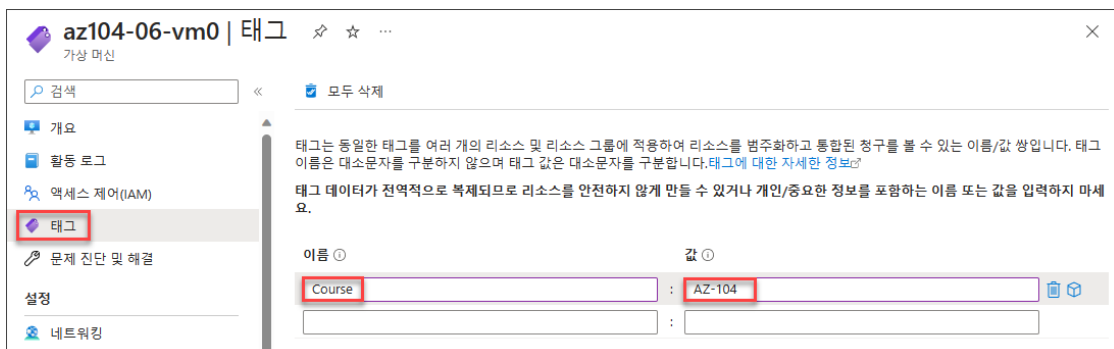 az104-06-vm0 | 태그
가상 머신
검색
모두 삭제
개요
활동 로그
액세스 제어(IAM)
태그
문제 진단 및 해결
설정
네트워킹
태그는 동일한 태그를 여러 개의 리소스 및 리소스 그룹에 적용하여 리소스를 범주화하고 통합된 청구를 볼 수 있는 이름/값 쌍입니다. 태그
이름은 대소문자를 구분하지 않으며 태그 값은 대소문자를 구분합니다.태그에 대한 자세한 정보
태그 데이터가 전역적으로 복제되므로 리소스를 안전하지 않게 만들 수 있거나 개인/중요한 정보를 포함하는 이름 또는 값을 입력하지 마세
요.
이름 값
Course : AZ-104
: